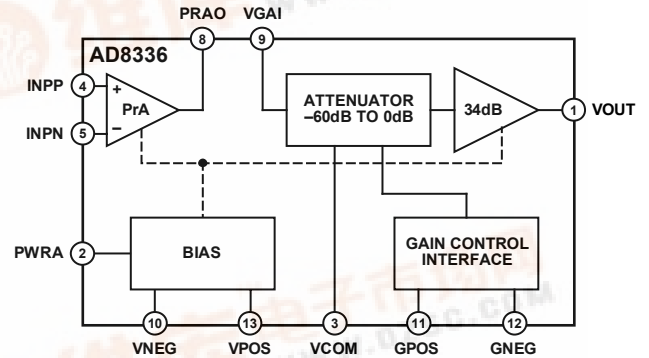 PRAO VGAI
8 9
AD8336
INPP 4 +
PrA
INPN 5 −
ATTENUATOR
–60dB TO 0dB
34dB
1 VOUT
PWRA 2
BIAS
GAIN CONTROL
INTERFACE
10 13 3 11 12
VNEG VPOS VCOM GPOS GNEG